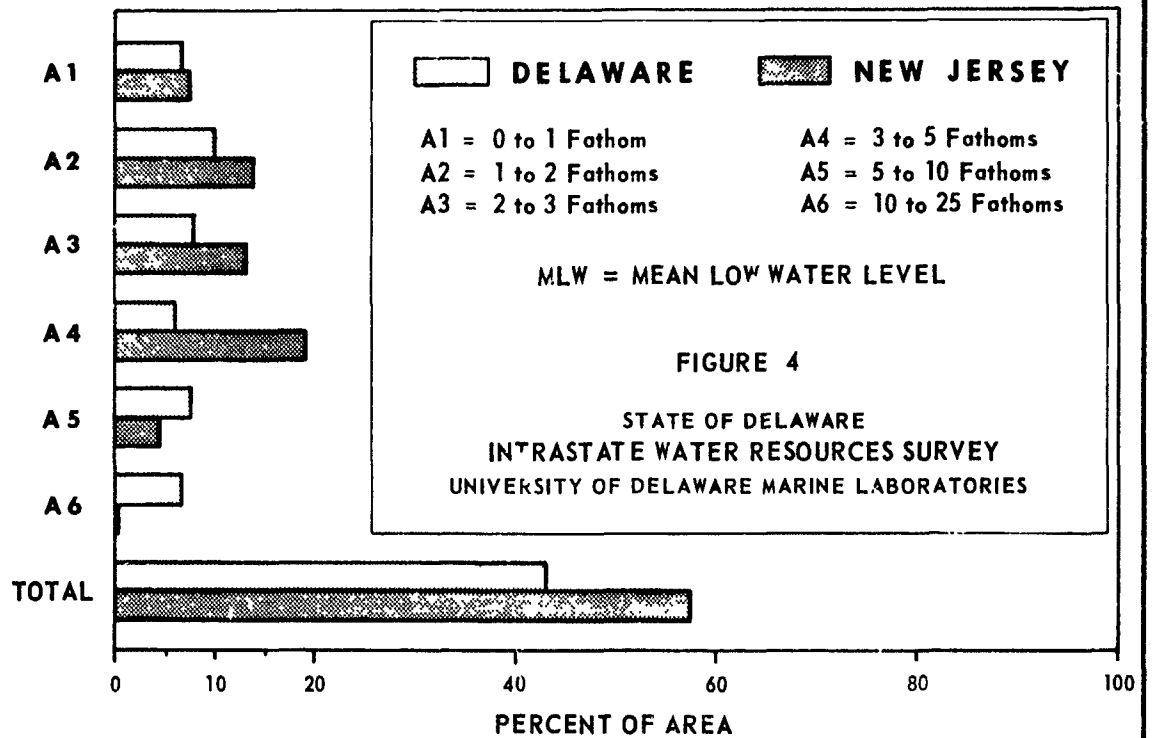 DELAWARE NEW JERSEY
A1 = 0 to 1 Fathom A4 = 3 to 5 Fathoms
A2 = 1 to 2 Fathoms A5 = 5 to 10 Fathoms
A3 = 2 to 3 Fathoms A6 = 10 to 25 Fathoms
MLW = MEAN LOW WATER LEVEL
FIGURE 4
STATE OF DELAWARE
INTRASTATE WATER RESOURCES SURVEY
UNIVERSITY OF DELAWARE MARINE LABORATORIES
A1
A2
A3
A4
A5
A6
TOTAL
0 10 20 40 60 80 100
PERCENT OF AREA